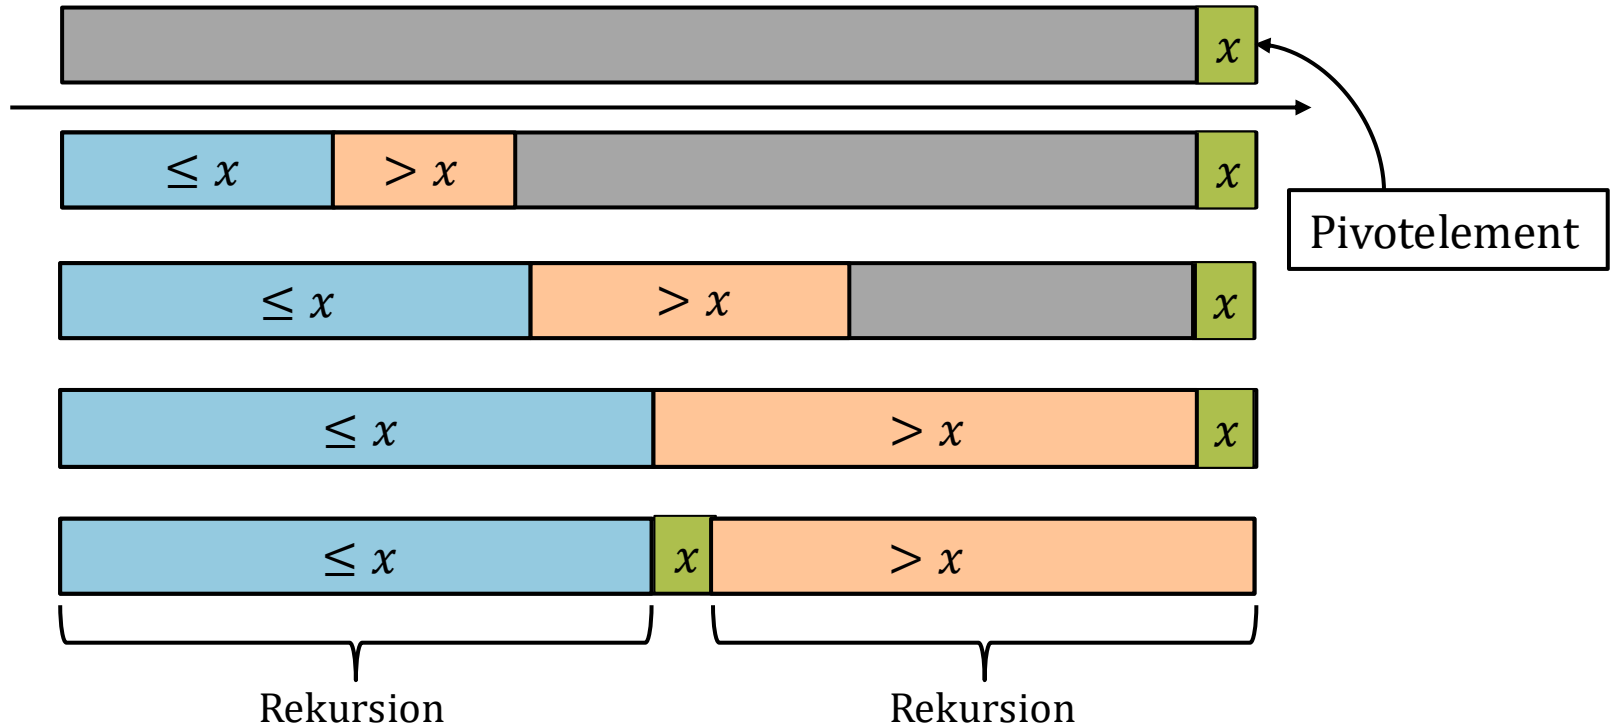 x
≤ x > x x
Pivotelement
≤ x > x x
≤ x > x x
≤ x x > x
Rekursion Rekursion